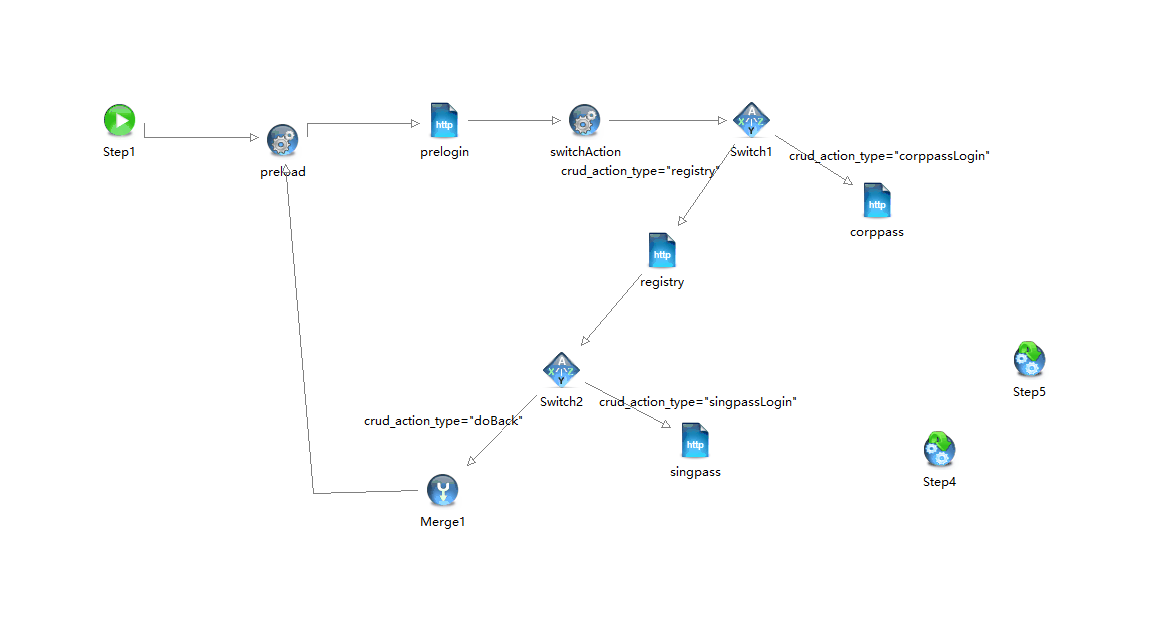 http
A
X Z
Y
Step1
prelogin
switchAction
Switch1
crud_action_type="corppassLogin"
preload
crud_action_type="registry"
http
corppass
http
registry
A
X Z
Y
Switch2
crud_action_type="singpassLogin"
Step5
crud_action_type="doBack"
http
singpass
Step4
Merge1